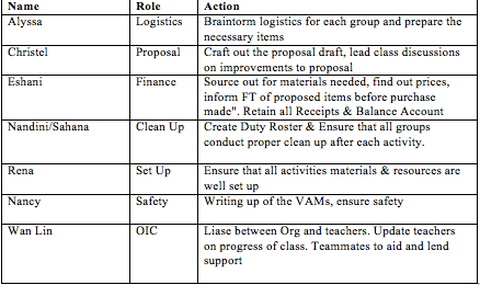 Name Role Action
Alyssa Logistics Braintorm logistics for each group and prepare the
necessary items
Christel Proposal Craft out the proposal draft, lead class discussions
on improvements to proposal
Eshani Finance Source out for materials needed, find out prices,
inform FT of proposed items before purchase
made". Retain all Receipts & Balance Account
Nandini/Sahana Clean Up Create Duty Roster & Ensure that all groups
conduct proper clean up after each activity.
Rena Set Up Ensure that all activities materials & resources are
well set up
Nancy Safety Writing up of the VAMs, ensure safety
Wan Lin OIC Liase between Org and teachers. Update teachers
on progress of class. Teammates to aid and lend
support